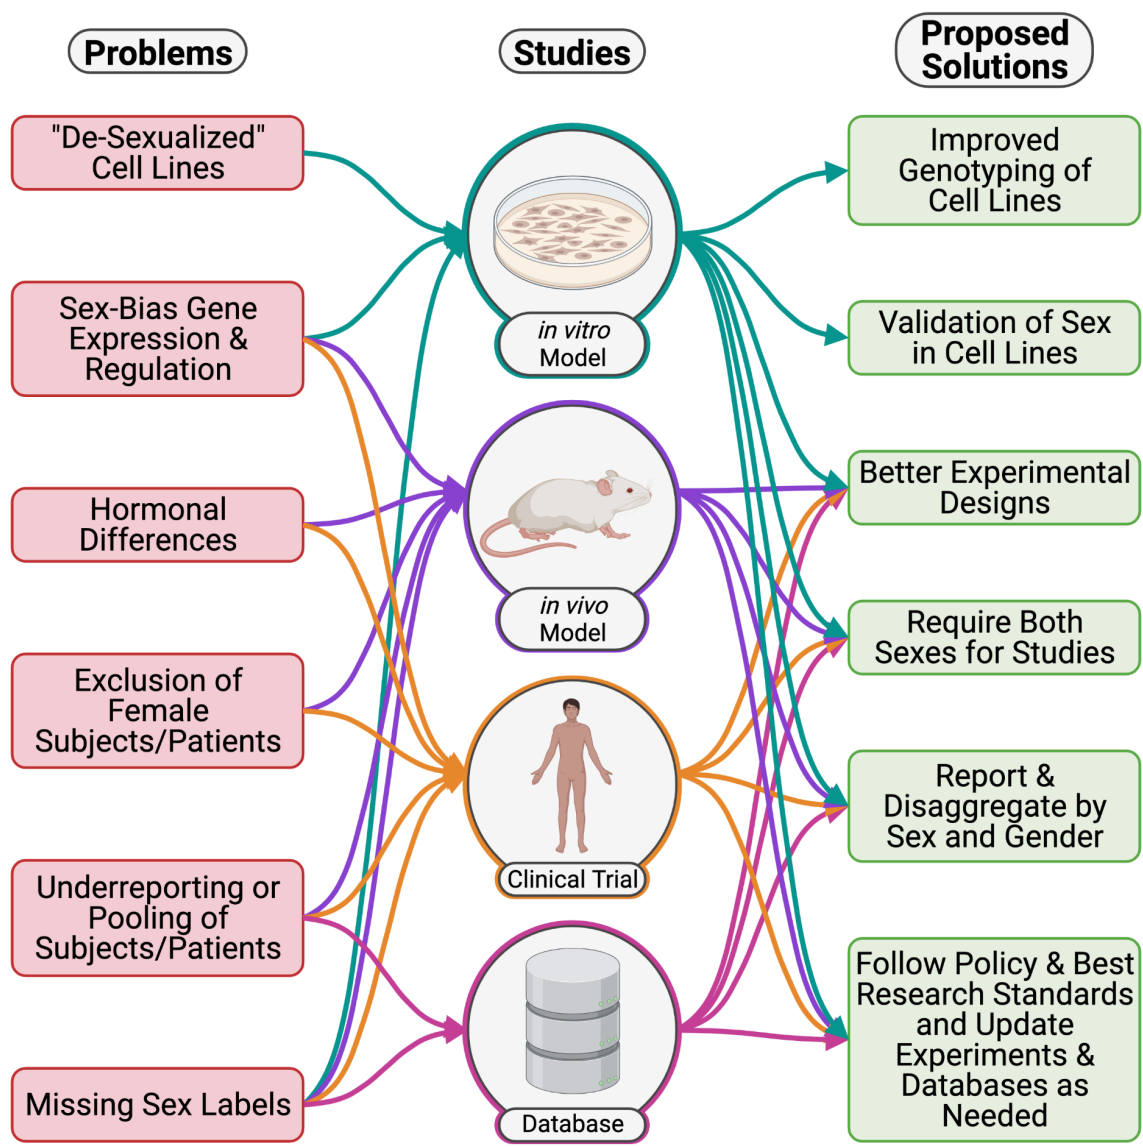 Problems
"De-Sexualized"
Cell Lines
Sex-Bias Gene
Expression &
Regulation
Hormonal
Differences
Exclusion of
Female
Subjects/Patients
Underreporting or
Pooling of
Subjects/Patients
Missing Sex Labels
Studies
in vitro
Model
in vivo
Model
Clinical Trial
Database
Proposed
Solutions
Improved
Genotyping of
Cell Lines
Validation of Sex
in Cell Lines
Better Experimental
Designs
Require Both
Sexes for Studies
Report &
Disaggregate by
Sex and Gender
Follow Policy & Best
Research Standards
and Update
Experiments &
Databases as
Needed